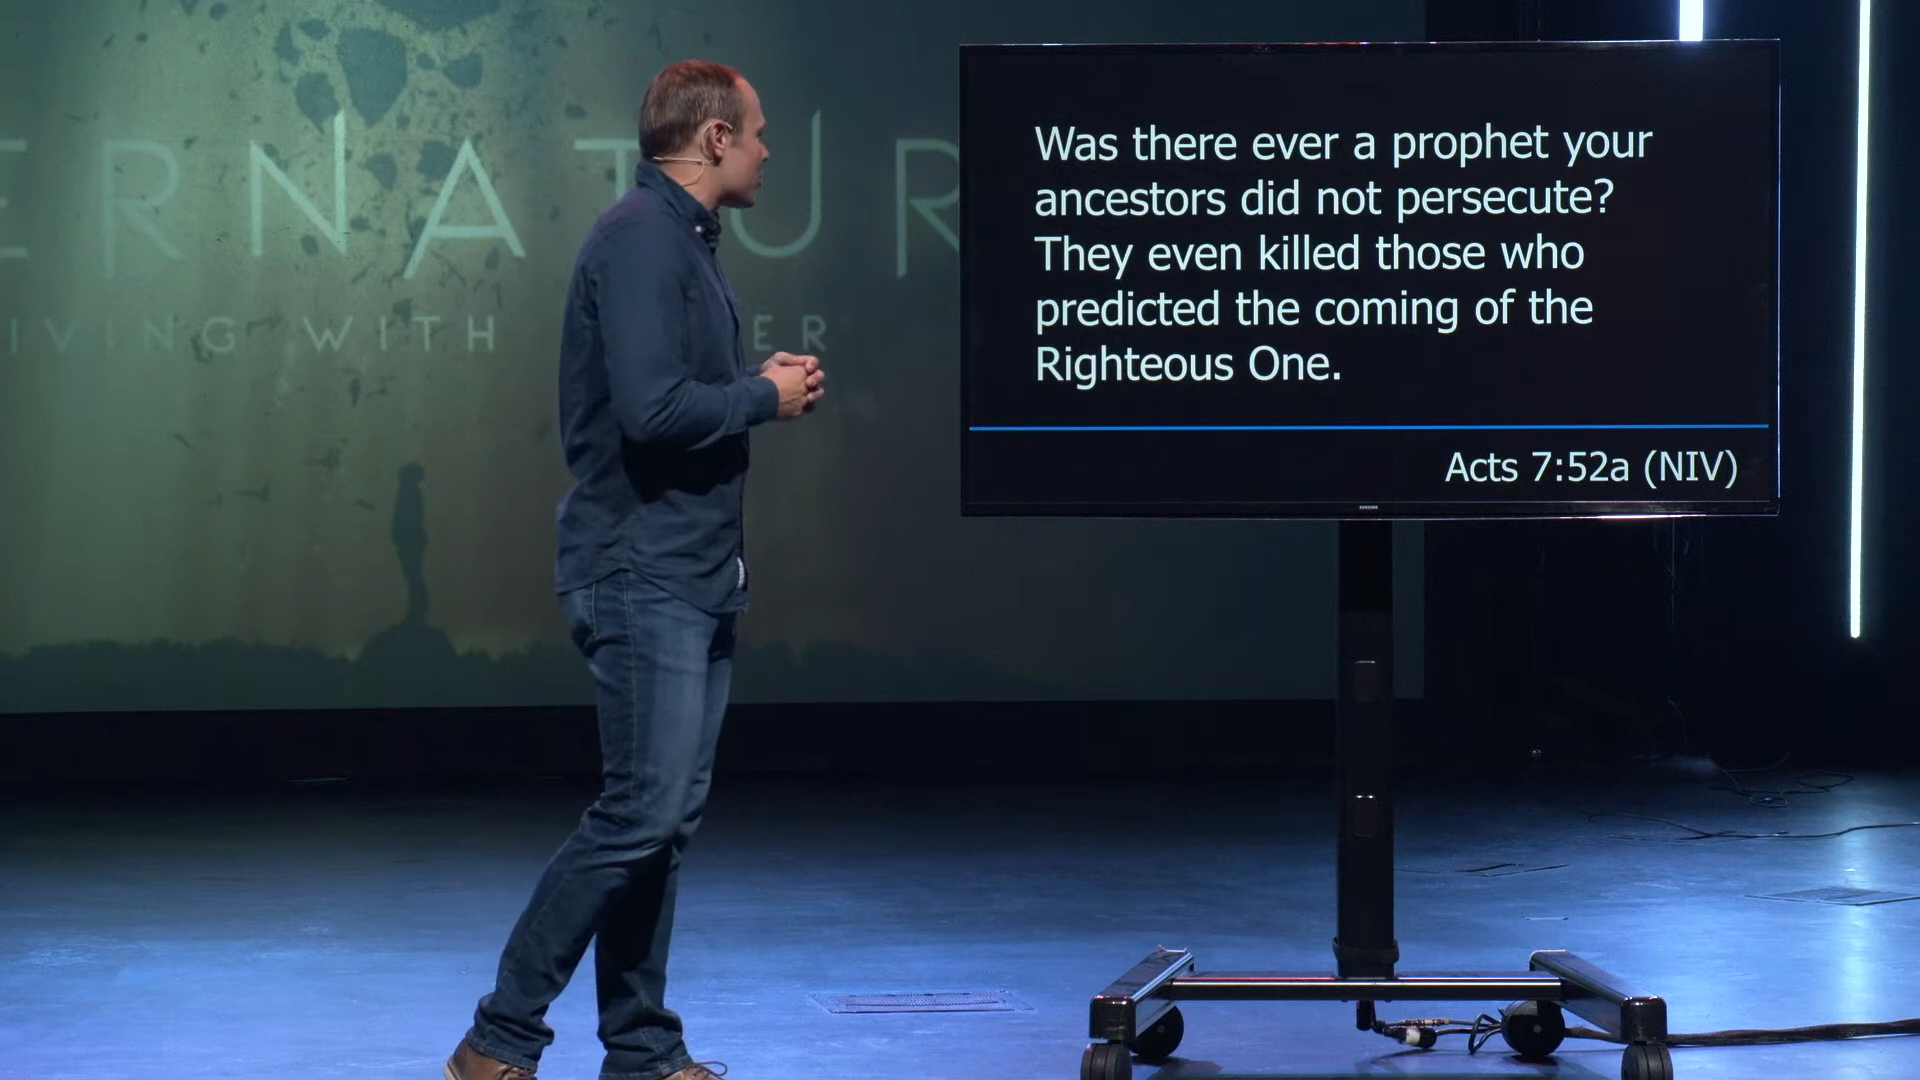 Was there ever a prophet your
ancestors did not persecute?
They even killed those who
predicted the coming of the
Righteous One.
Acts 7:52a (NIV)
SAMSUNG
ERNATUR
IVING WITH
ER